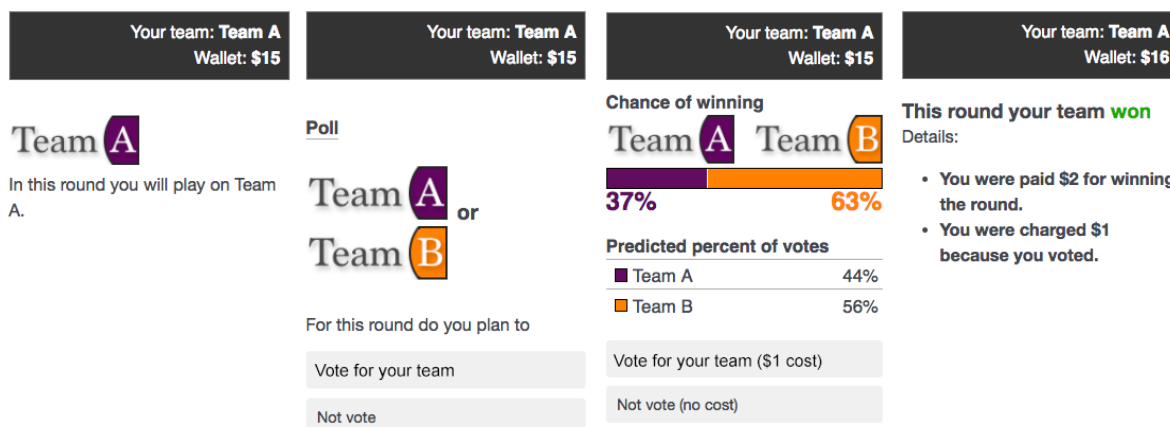 Your team: Team A
Wallet: $15
Team A
In this round you will play on Team
A.
Your team: Team A
Wallet: $15
Poll
Team A or
Team B
For this round do you plan to
Vote for your team
Not vote
Your team: Team A
Wallet: $15
Chance of winning
Team A Team B
37% 63%
Predicted percent of votes
Team A 44%
Team B 56%
Vote for your team ($1 cost)
Not vote (no cost)
Your team: Team A
Wallet: $16
This round your team won
Details:
• You were paid $2 for winning
the round.
• You were charged $1
because you voted.